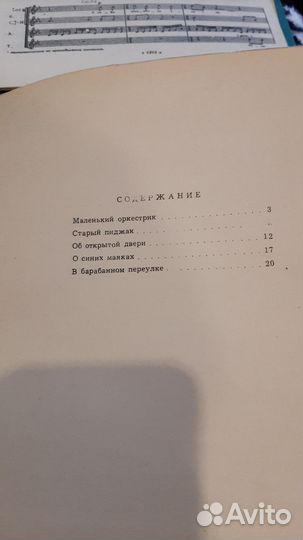 СОДЕРЖАНИЕ
Маленький оркестрик 3
Старый пиджак
Об открытой двери 12
О синих маяках 17
В барабанном переулке 20
Avito